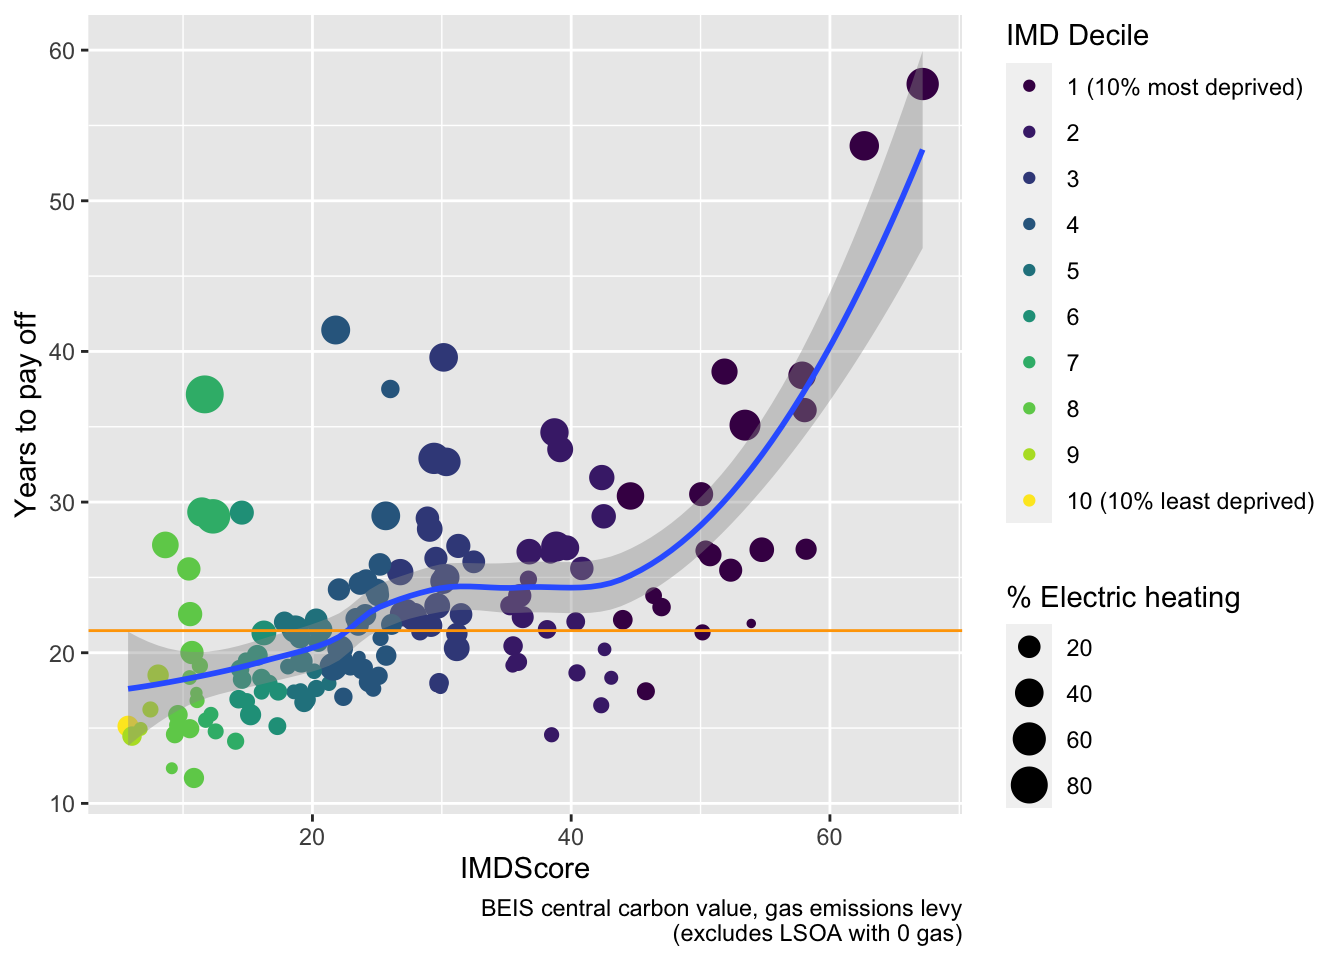 60
50
40
30
20
10
Years to pay off
20 40 60
IMDScore
BEIS central carbon value, gas emissions levy
(excludes LSOA with 0 gas)
IMD Decile
1 (10% most deprived)
2
3
4
5
6
7
8
9
10 (10% least deprived)
% Electric heating
20
40
60
80